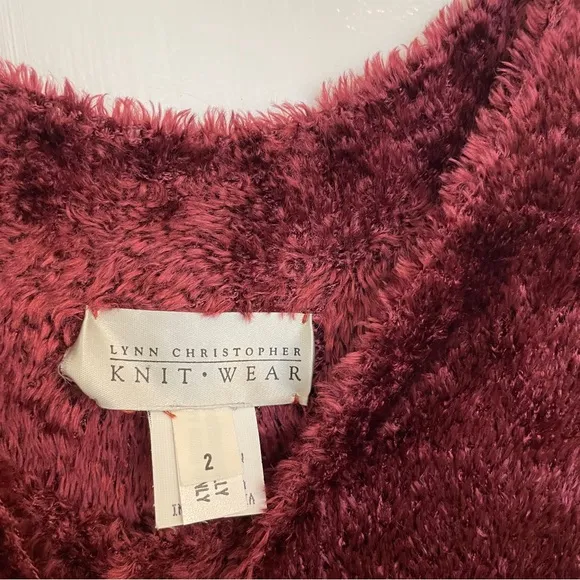 LYNN CHRISTOPHER
KNIT · WEAR
2